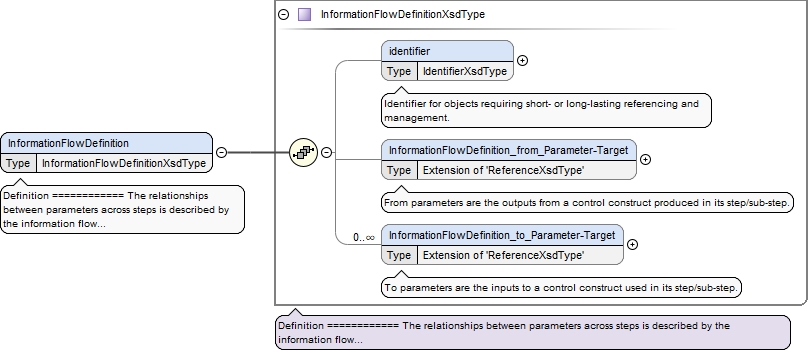 InformationFlowDefinitionXsdType
identifier
Type IdentifierXsdType
Identifier for objects requiring short- or long-lasting referencing and
management.
InformationFlowDefinition
Type InformationFlowDefinitionXsdType
Definition ============ The relationships
between parameters across steps is described by
the information flow...
InformationFlowDefinition_from_Parameter-Target
Type Extension of 'ReferenceXsdType'
From parameters are the outputs from a control construct produced in its step/sub-step.
0..∞
InformationFlowDefinition_to_Parameter-Target
Type Extension of 'ReferenceXsdType'
To parameters are the inputs to a control construct used in its step/sub-step.
Definition ============ The relationships between parameters across steps is described by the
information flow...